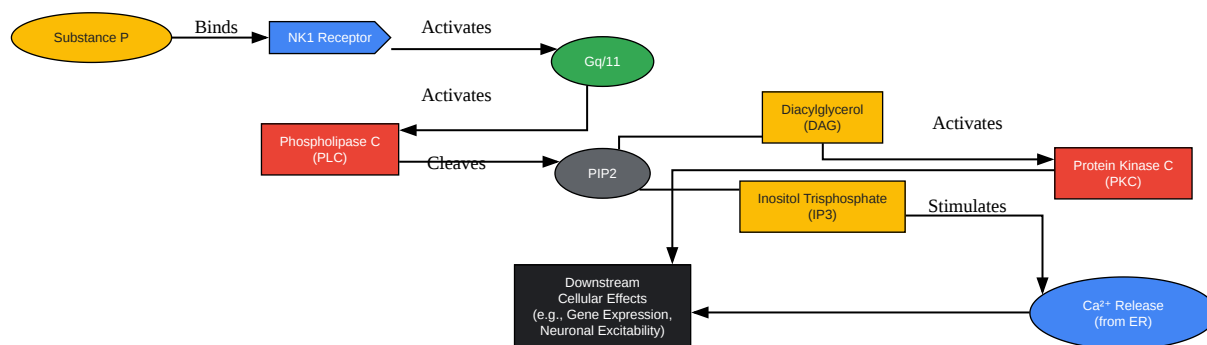 Substance P
Binds
NK1 Receptor
Activates
Gq/11
Activates
Phospholipase C
(PLC)
Cleaves
PIP2
Diacylglycerol
(DAG)
Activates
Protein Kinase C
(PKC)
Inositol Trisphosphate
(IP3)
Stimulates
Downstream
Cellular Effects
(e.g., Gene Expression,
Neuronal Excitability)
Ca²⁺ Release
(from ER)